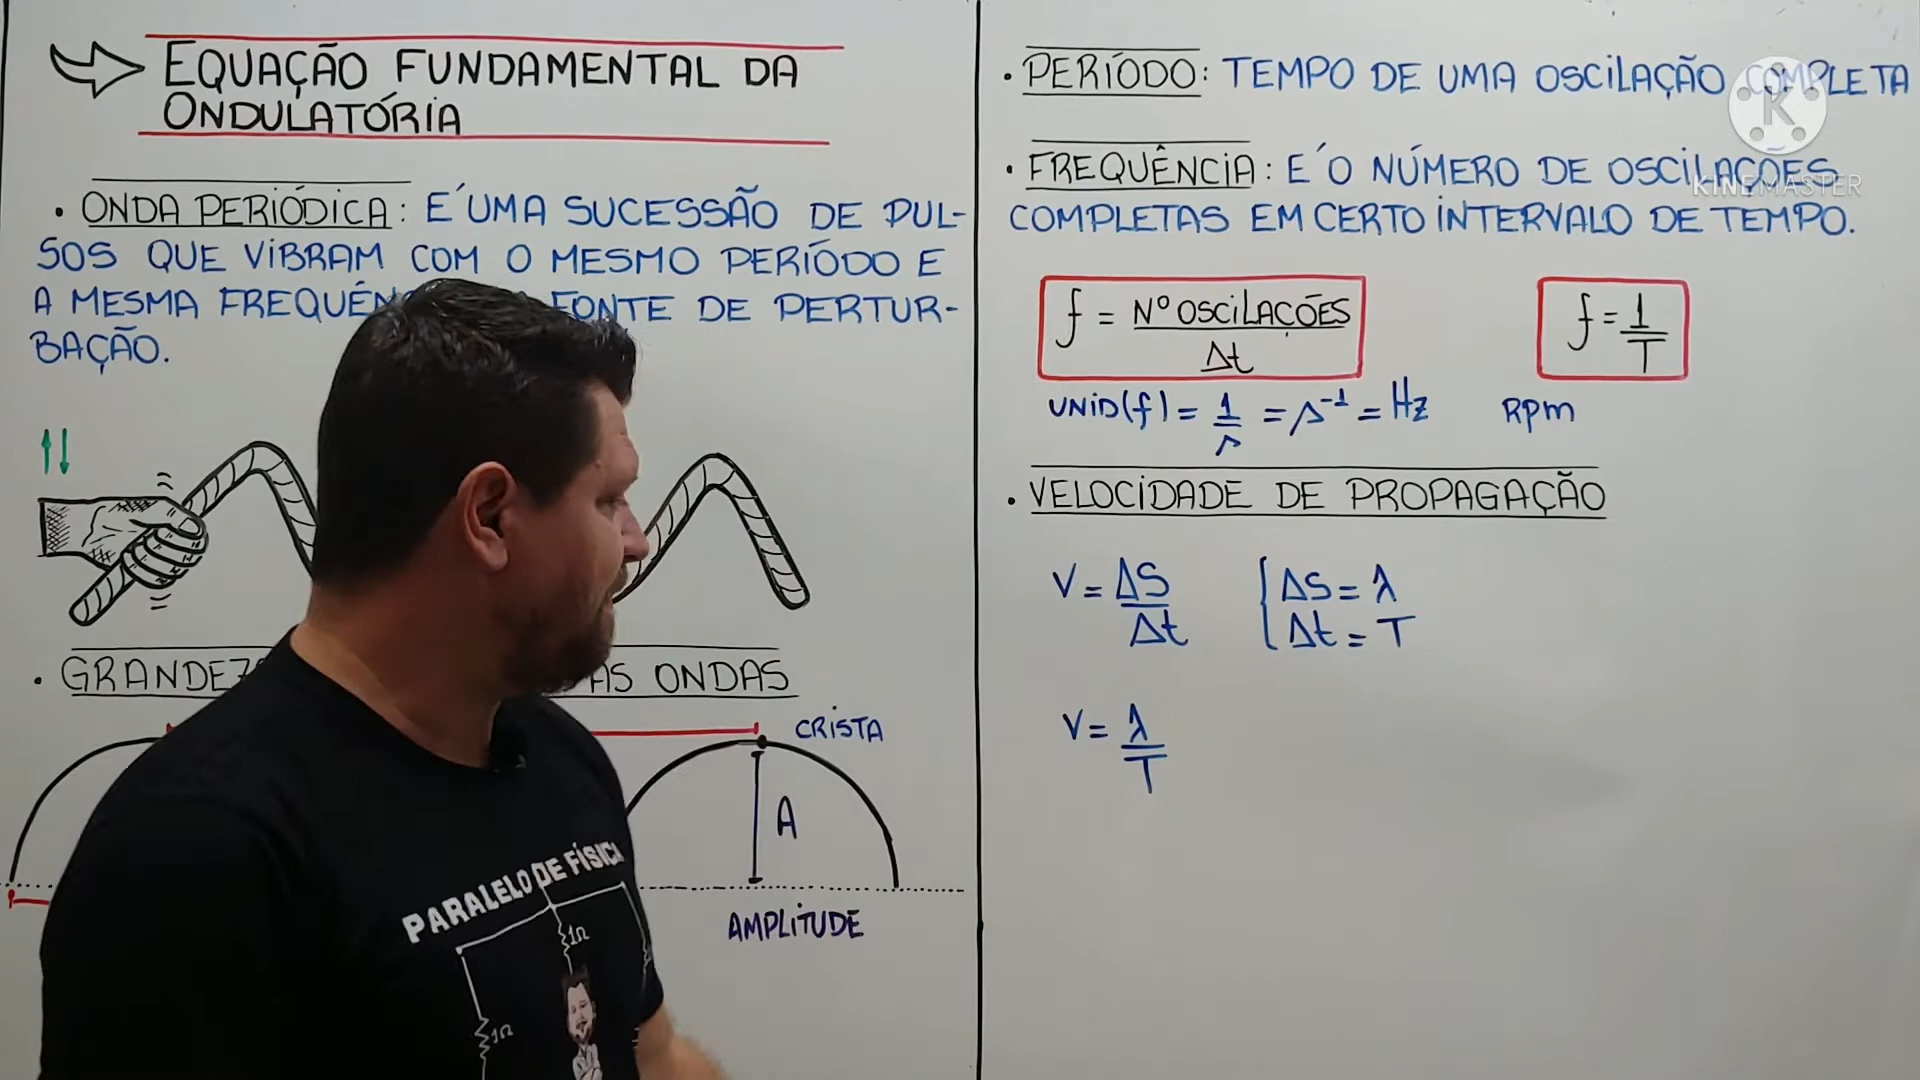 EQUAÇÃO FUNDAMENTAL DA
ONDULATÓRIA
• ONDA PERIÓDICA: É UMA SUCESSÃO DE PUL-
SOS QUE VIBRAM COM O MESMO PERÍODO E
A MESMA FONTE DE PERTUR-
BAÇÃO.
↑↓
• AS ONDAS
CRISTA
A
AMPLITUDE
PARALELO DE FÍSICA
1Ω
1Ω
• PERÍODO: TEMPO DE UMA OSCILAÇÃO COMPLETA
• FREQUÊNCIA: É O NÚMERO DE OSCILAÇÕES
COMPLETAS EM CERTO INTERVALO DE TEMPO.
f = Nº OSCILAÇÕES / Δt
f = 1 / T
UNID(f) = 1/s = s⁻¹ = Hz
RPM
• VELOCIDADE DE PROPAGAÇÃO
V = ΔS / Δt
{ ΔS = λ
Δt = T
V = λ / T
K
KINEMASTER